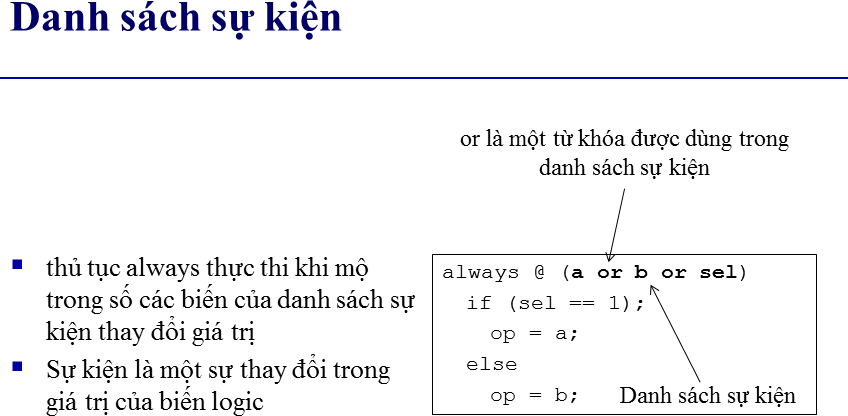 Danh sách sự kiện
or là một từ khóa được dùng trong
danh sách sự kiện
thủ tục always thực thi khi mộ
trong số các biến của danh sách sự
kiện thay đổi giá trị
Sự kiện là một sự thay đổi trong
giá trị của biến logic
always @ (a or b or sel)
if (sel == 1);
op = a;
else
op = b;
Danh sách sự kiện